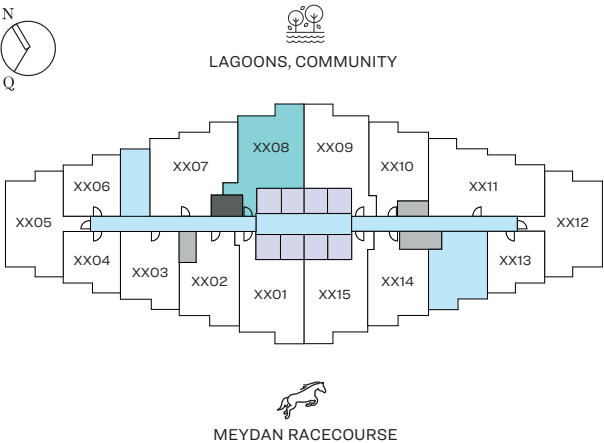 N
Q
LAGOONS, COMMUNITY
XX08
XX09
XX07
XX10
XX06
XX11
XX05
XX12
XX04
XX03
XX02
XX01
XX15
XX14
XX13
MEYDAN RACECOURSE